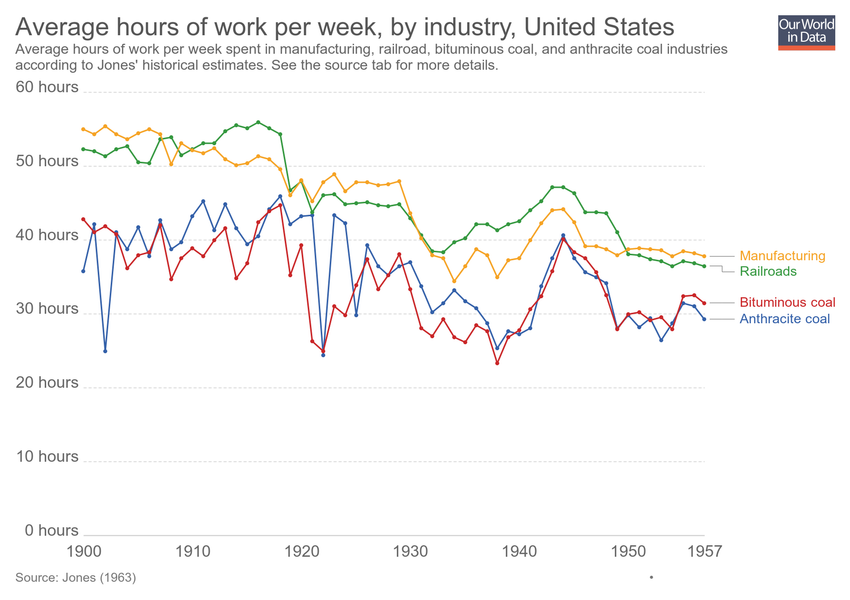 Average hours of work per week, by industry, United States
Our World
in Data
Average hours of work per week spent in manufacturing, railroad, bituminous coal, and anthracite coal industries
according to Jones' historical estimates. See the source tab for more details.
60 hours
50 hours
40 hours
30 hours
20 hours
10 hours
0 hours
Manufacturing
Railroads
Bituminous coal
Anthracite coal
1900
1910
1920
1930
1940
1950
1957
Source: Jones (1963)